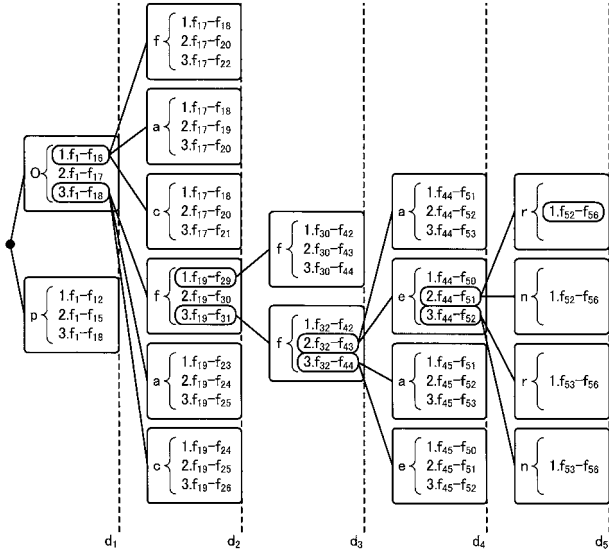 f
1.f17-f18
2.f17-f20
3.f17-f22
a
1.f17-f18
2.f17-f19
3.f17-f20
O
1.f1-f16
2.f1-f17
3.f1-f18
c
1.f17-f18
2.f17-f20
3.f17-f21
p
1.f1-f12
2.f1-f15
3.f1-f18
f
1.f19-f29
2.f19-f30
3.f19-f31
a
1.f19-f23
2.f19-f24
3.f19-f25
c
1.f19-f24
2.f19-f25
3.f19-f26
f
1.f30-f42
2.f30-f43
3.f30-f44
f
1.f32-f42
2.f32-f43
3.f32-f44
a
1.f44-f51
2.f44-f52
3.f44-f53
e
1.f44-f50
2.f44-f51
3.f44-f52
a
1.f45-f51
2.f45-f52
3.f45-f53
e
1.f45-f50
2.f45-f51
3.f45-f52
r
1.f52-f56
n
1.f52-f56
r
1.f53-f56
n
1.f53-f56
d1
d2
d3
d4
d5